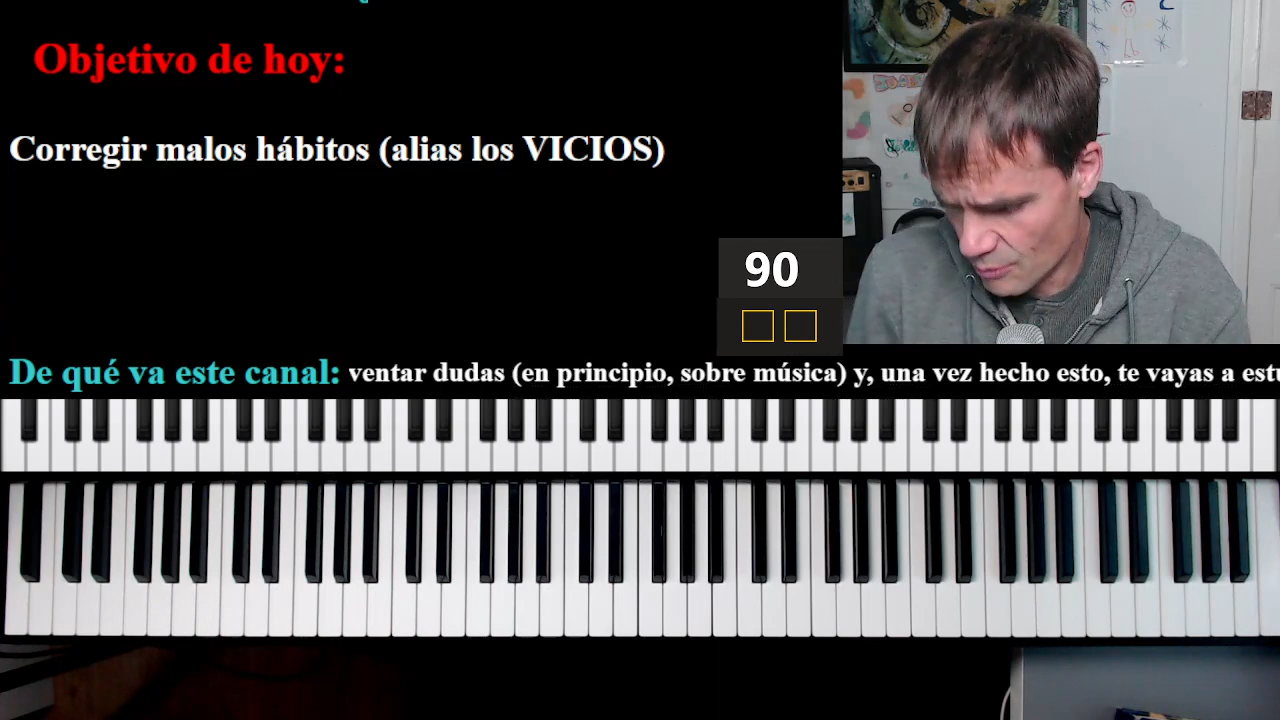 Objetivo de hoy:
Corregir malos hábitos (alias los VICIOS)
90
De qué va este canal: ventar dudas (en principio, sobre música) y, una vez hecho esto, te vayas a estu